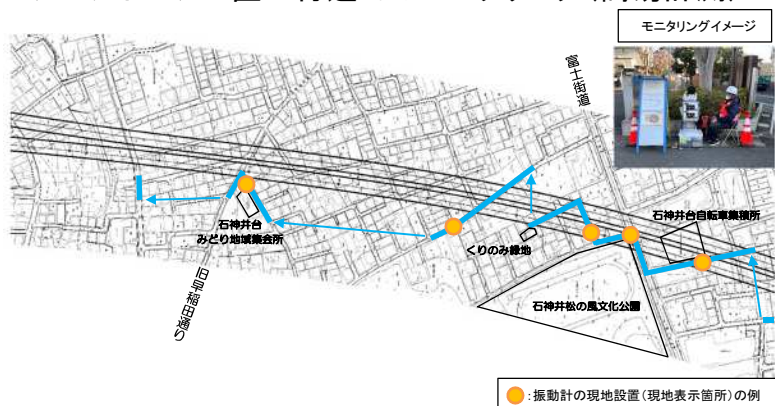 モニタリングイメージ
富士街道
石神井台
みどり地域集会所
くりのみ緑地
石神井台自転車集積所
旧早稲田通り
石神井松の風文化公園
：振動計の現地設置（現地表示箇所）の例